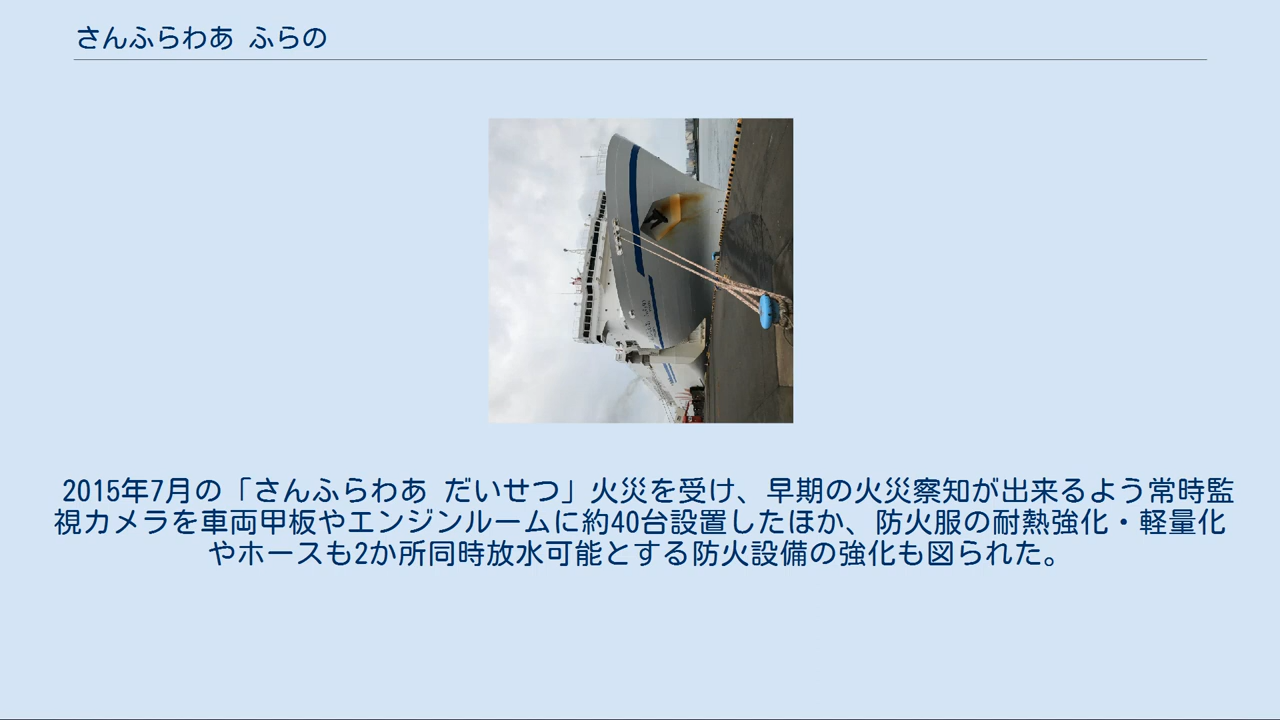 さんふらわあ ふらの
2015年7月の「さんふらわあ だいせつ」火災を受け、早期の火災察知が出来るよう常時監
視カメラを車両甲板やエンジンルームに約40台設置したほか、防火服の耐熱強化・軽量化
やホースも2か所同時放水可能とする防火設備の強化も図られた。